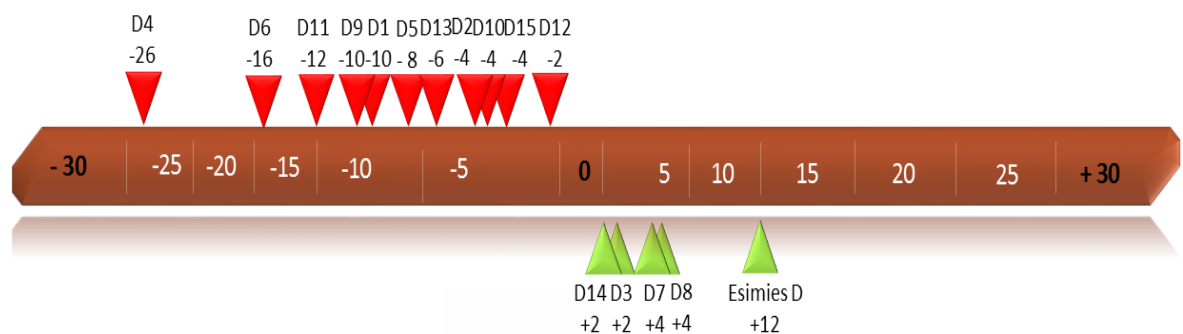 D4 D6 D11 D9 D1 D5 D13 D2 D10 D15 D12
-26 -16 -12 -10 -10 - 8 -6 -4 -4 -4 -2
- 30 -25 -20 -15 -10 -5 0 5 10 15 20 25 + 30
D14 D3 D7 D8 Esimies D
+2 +2 +4 +4 +12